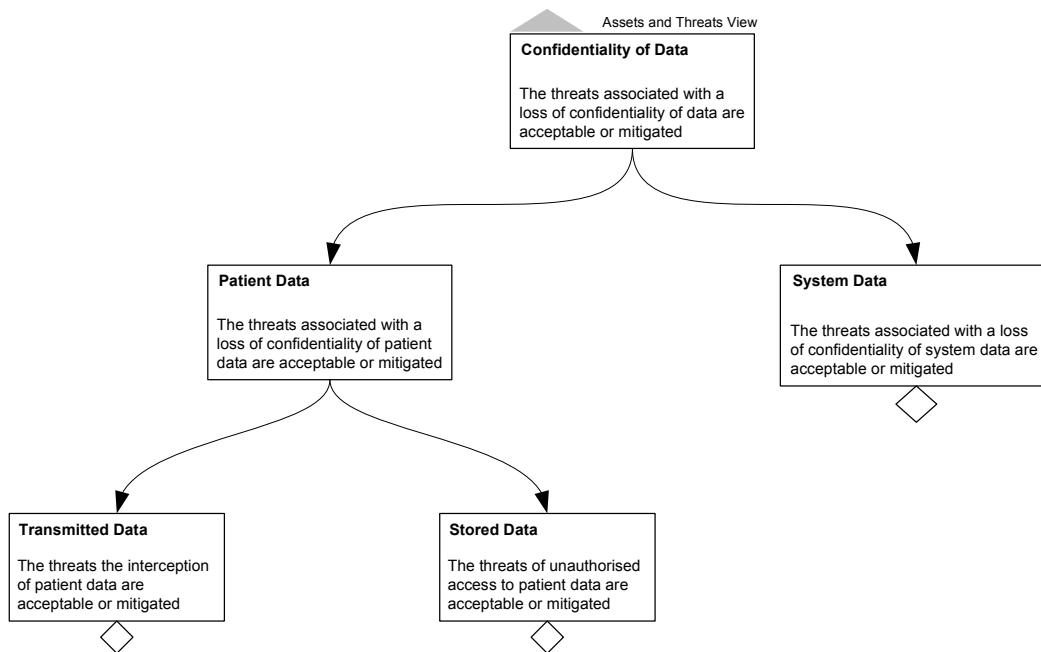 Assets and Threats View
Confidentiality of Data
The threats associated with a
loss of confidentiality of data are
acceptable or mitigated
Patient Data
The threats associated with a
loss of confidentiality of patient
data are acceptable or mitigated
System Data
The threats associated with a loss
of confidentiality of system data are
acceptable or mitigated
Transmitted Data
The threats the interception
of patient data are
acceptable or mitigated
Stored Data
The threats of unauthorised
access to patient data are
acceptable or mitigated